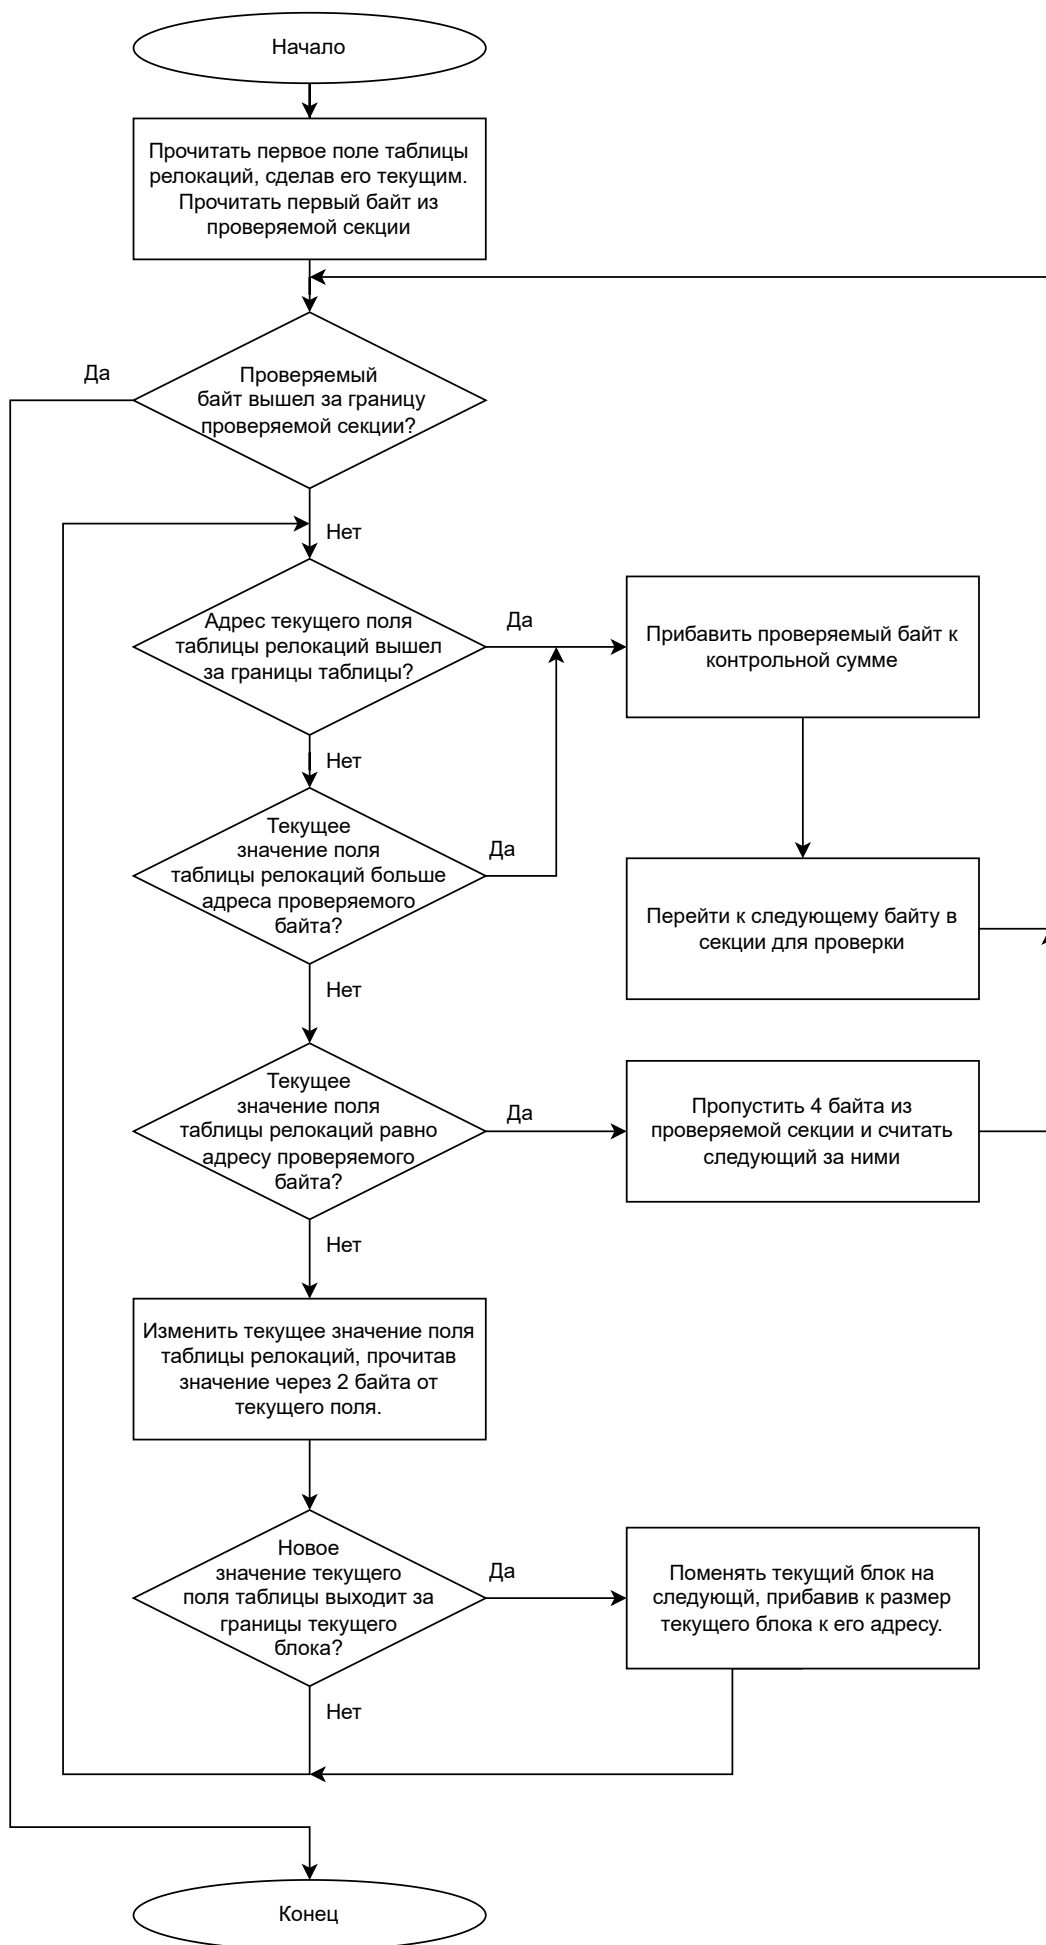 Начало
Прочитать первое поле таблицы
релокаций, сделав его текущим.
Прочитать первый байт из
проверяемой секции
Да
Проверяемый
байт вышел за границу
проверяемой секции?
Нет
Адрес текущего поля
таблицы релокаций вышел
за границы таблицы?
Да
Прибавить проверяемый байт к
контрольной сумме
Нет
Текущее
значение поля
таблицы релокаций больше
адреса проверяемого
байта?
Да
Перейти к следующему байту в
секции для проверки
Нет
Текущее
значение поля
таблицы релокаций равно
адресу проверяемого
байта?
Да
Пропустить 4 байта из
проверяемой секции и считать
следующий за ними
Нет
Изменить текущее значение поля
таблицы релокаций, прочитав
значение через 2 байта от
текущего поля.
Новое
значение текущего
поля таблицы выходит за
границы текущего
блока?
Да
Поменять текущий блок на
следующй, прибавив к размер
текущего блока к его адресу.
Нет
Конец